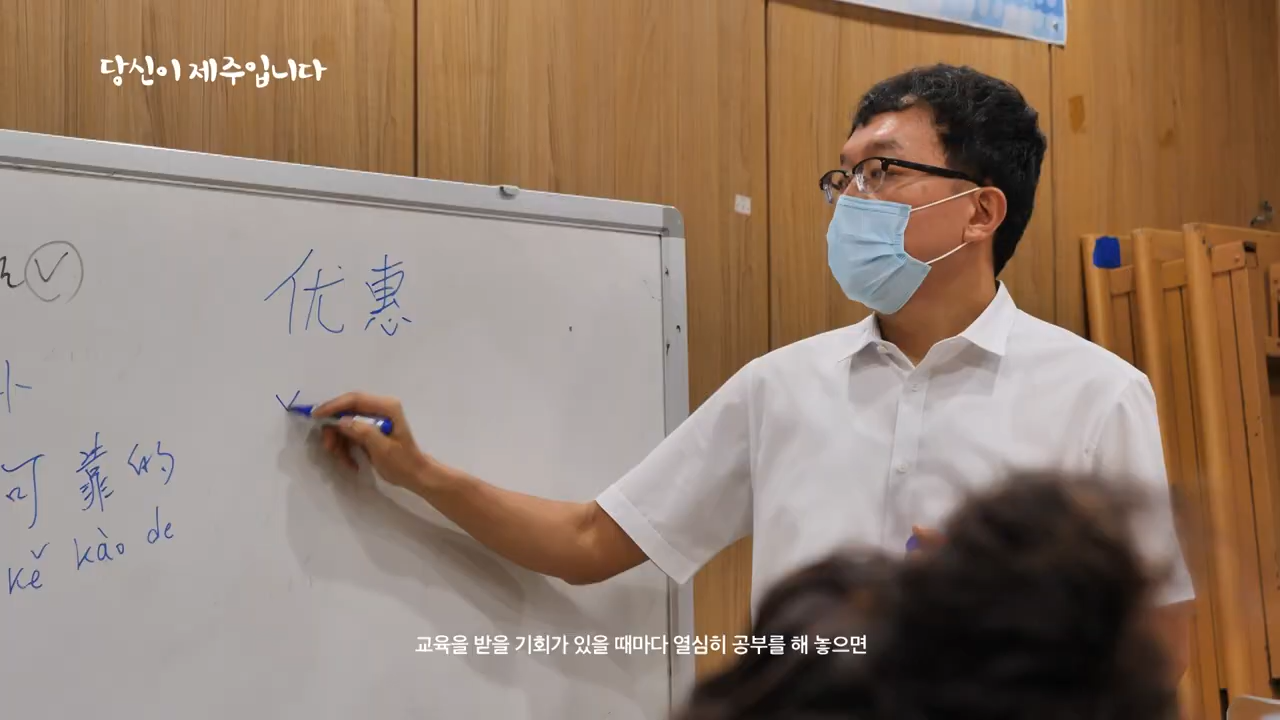 당신이 제주입니다
优惠
可靠的
kě kào de
교육을 받을 기회가 있을 때마다 열심히 공부를 해 놓으면